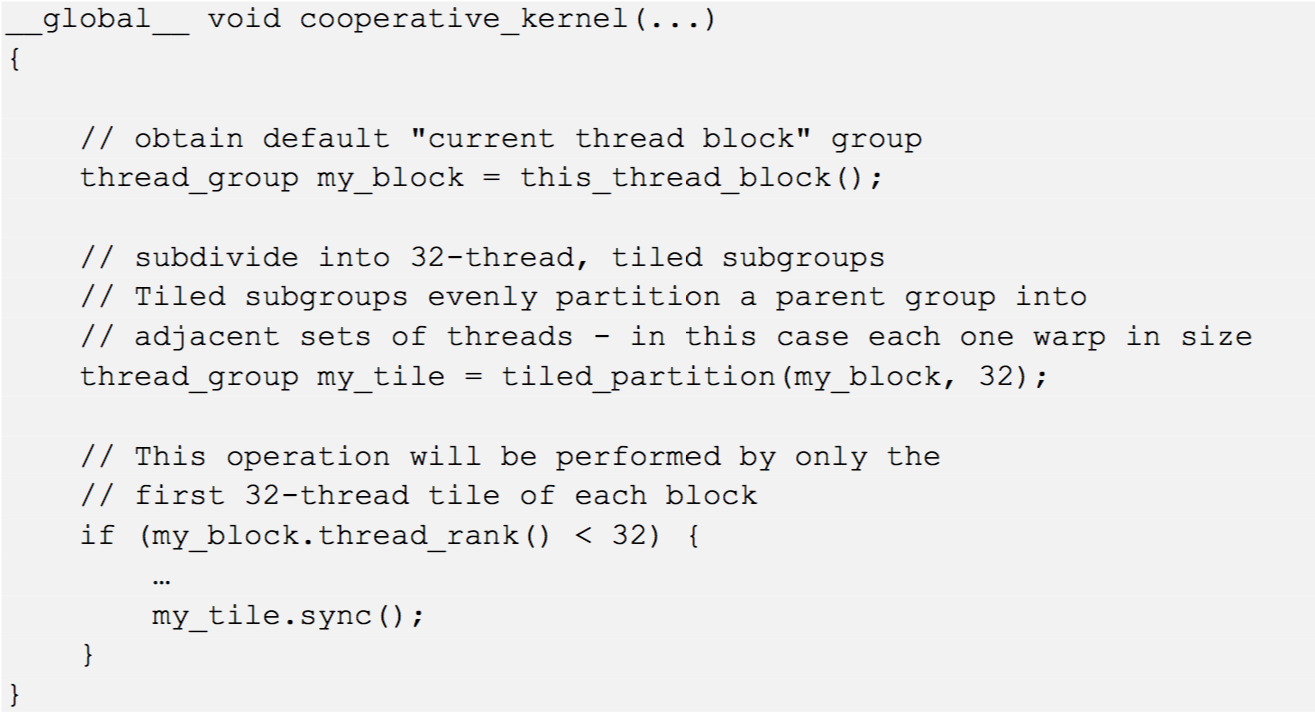 __global__ void cooperative_kernel(...)
{
// obtain default "current thread block" group
thread_group my_block = this_thread_block();
// subdivide into 32-thread, tiled subgroups
// Tiled subgroups evenly partition a parent group into
// adjacent sets of threads - in this case each one warp in size
thread_group my_tile = tiled_partition(my_block, 32);
// This operation will be performed by only the
// first 32-thread tile of each block
if (my_block.thread_rank() < 32) {
…
my_tile.sync();
}
}